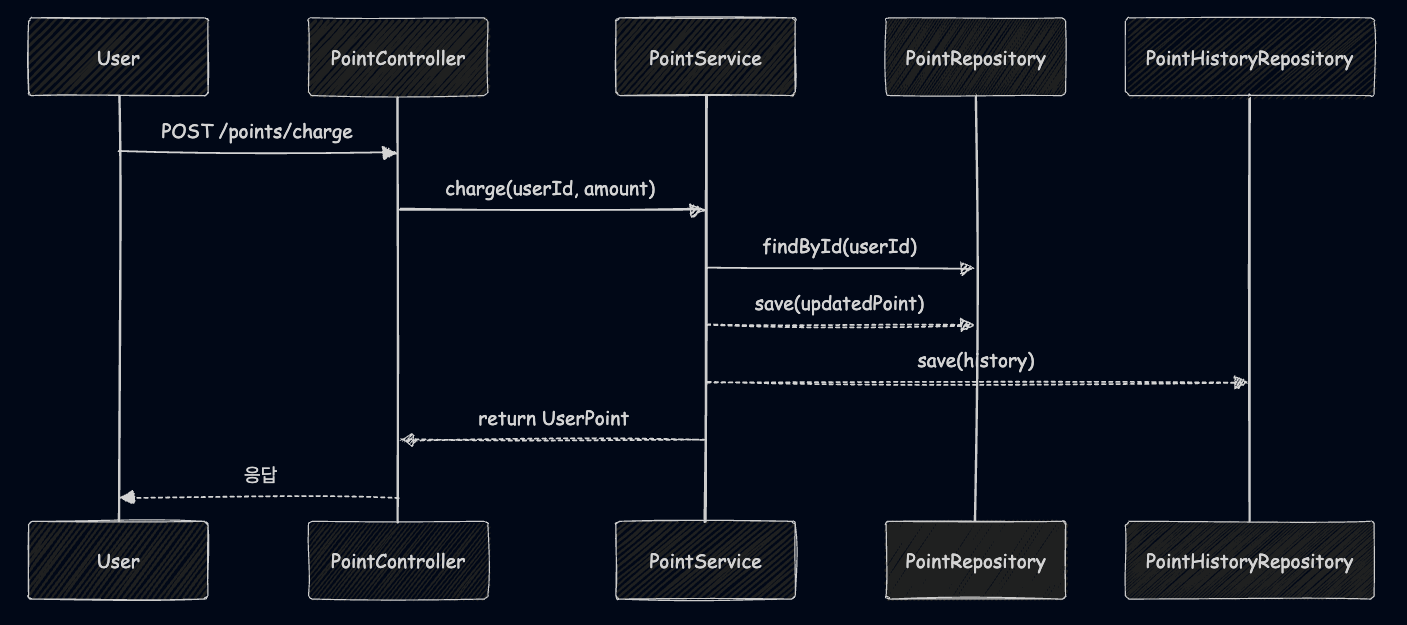 User
PointController
PointService
PointRepository
PointHistoryRepository
POST /points/charge
charge(userId, amount)
findById(userId)
save(updatedPoint)
save(history)
return UserPoint
응답
User
PointController
PointService
PointRepository
PointHistoryRepository